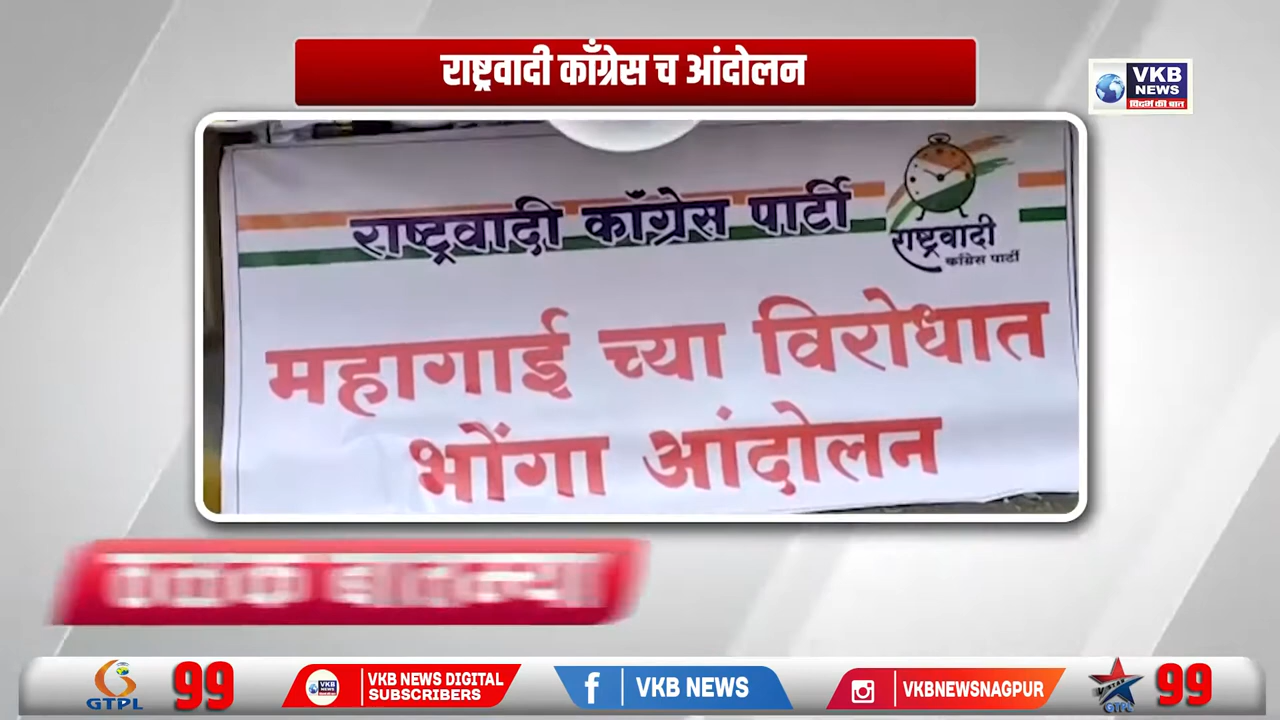 राष्ट्रवादी काँग्रेस च आंदोलन
VKB
NEWS
विदर्भ की बात
राष्ट्रवादी काँग्रेस पार्टी
राष्ट्रवादी
काँग्रेस पार्टी
महागाई च्या विरोधात
भोंगा आंदोलन
GTPL
99
VKB NEWS DIGITAL
SUBSCRIBERS
VKB NEWS
VKBNEWSNAGPUR
GTPL
99